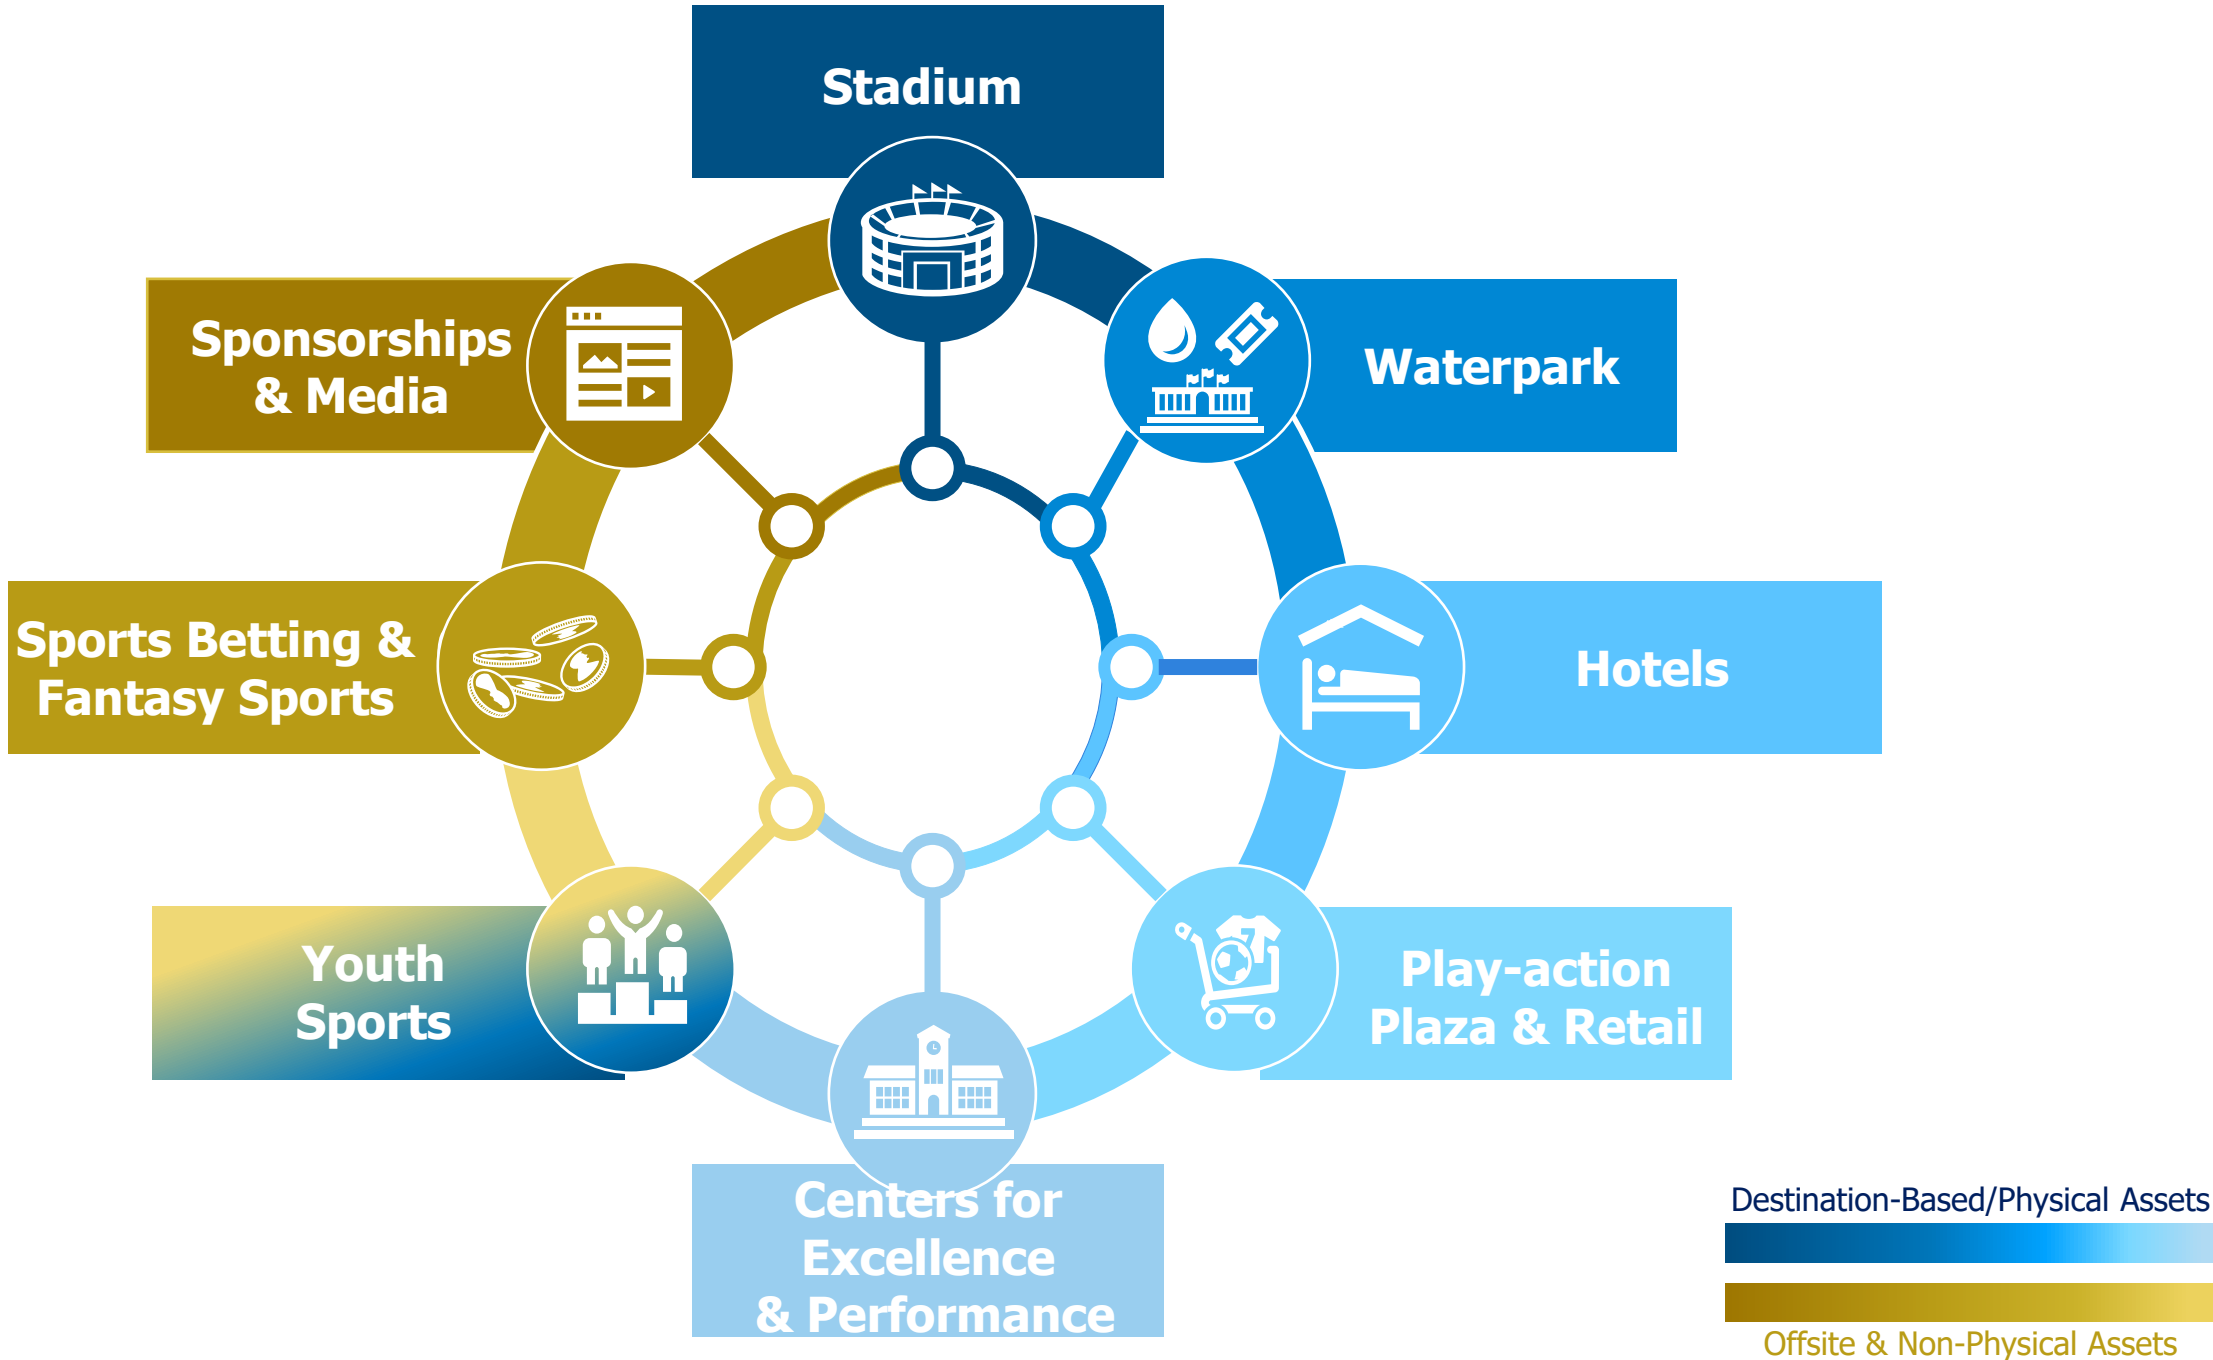 Stadium
Sponsorships
& Media
Waterpark
Sports Betting &
Fantasy Sports
Hotels
Youth
Sports
Play-action
Plaza & Retail
Centers for
Excellence
& Performance
Destination-Based/Physical Assets
Offsite & Non-Physical Assets
7